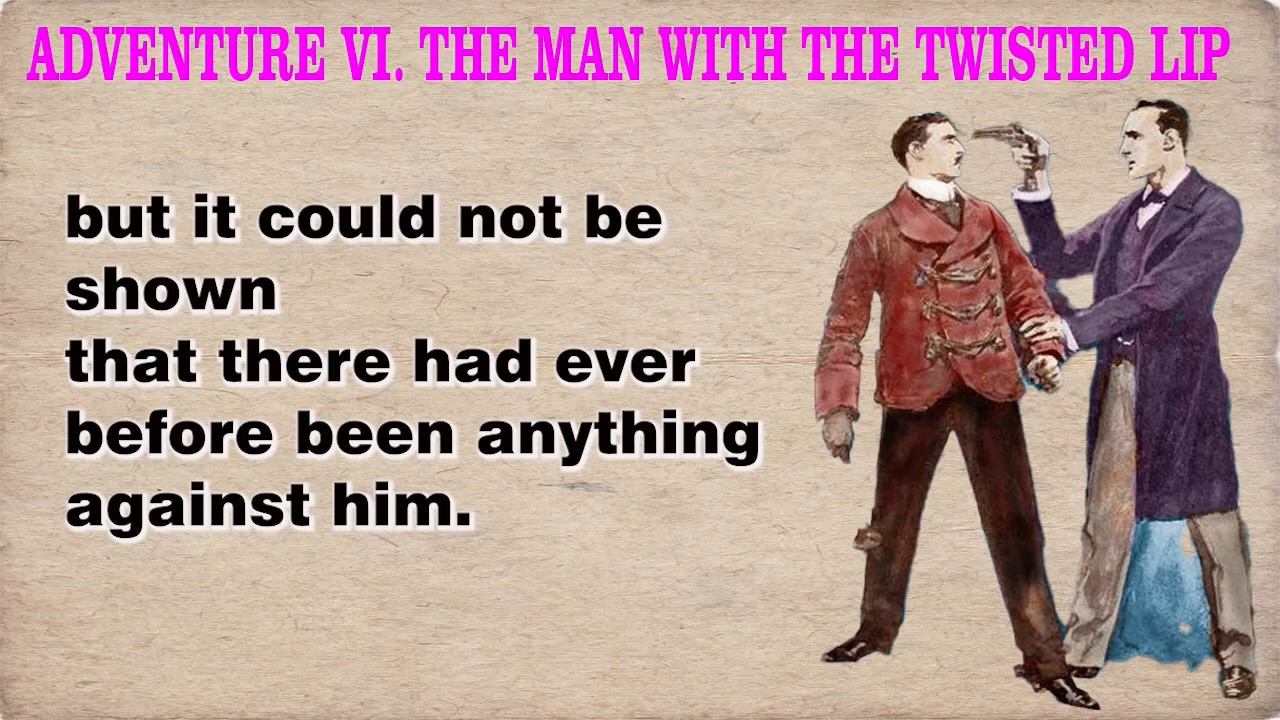 ADVENTURE VI. THE MAN WITH THE TWISTED LIP
but it could not be
shown
that there had ever
before been anything
against him.